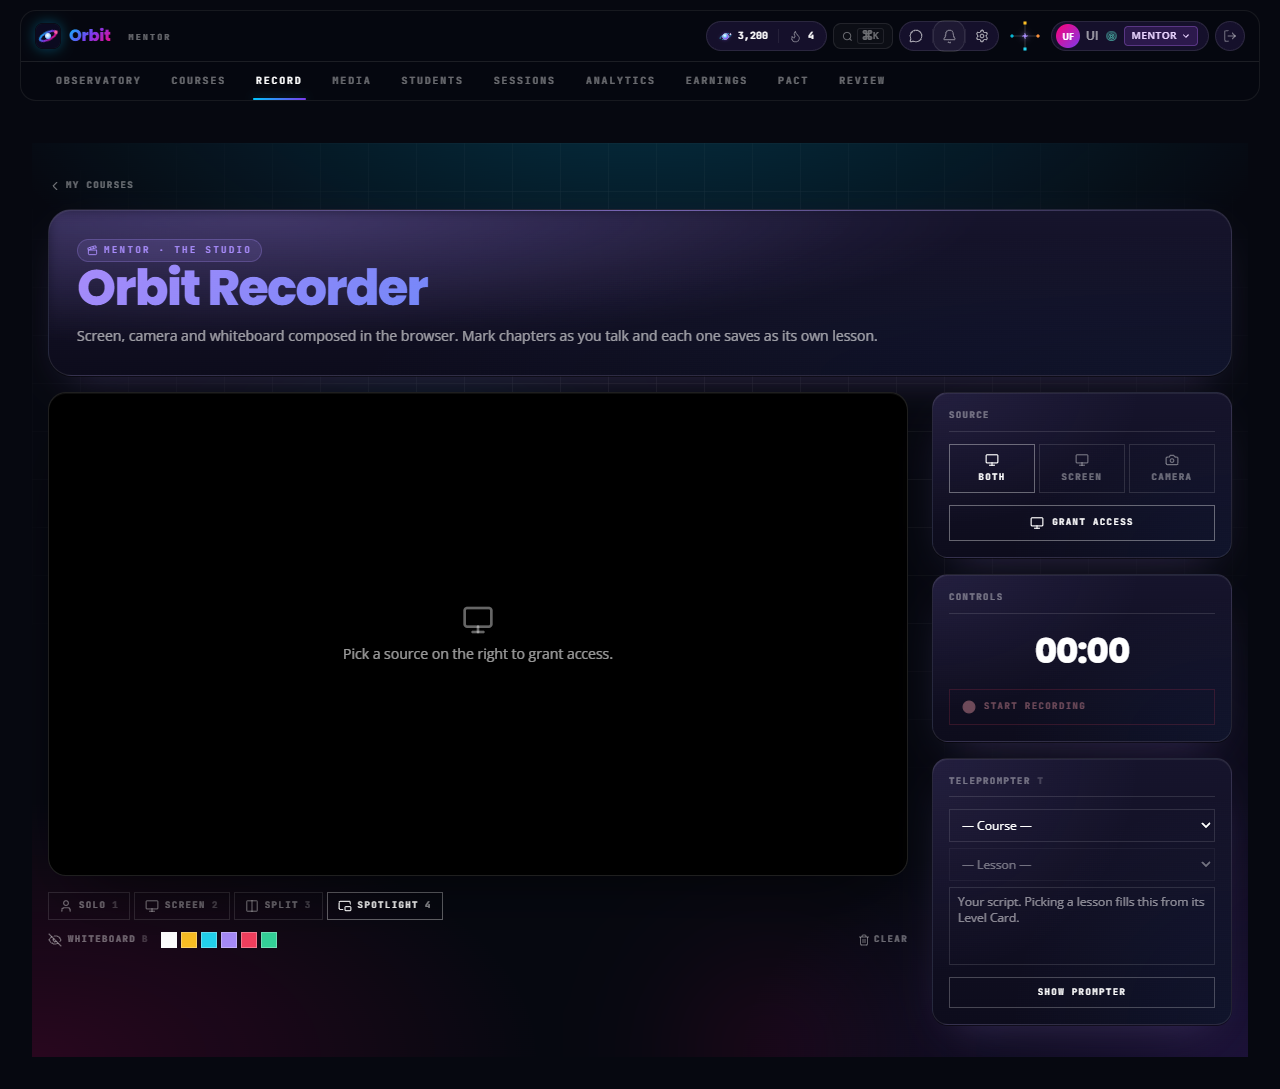 Orbit MENTOR 3,200 4 ⌘K UF UI MENTOR
OBSERVATORY COURSES RECORD MEDIA STUDENTS SESSIONS ANALYTICS EARNINGS PACT REVIEW
MY COURSES
MENTOR · THE STUDIO
Orbit Recorder
Screen, camera and whiteboard composed in the browser. Mark chapters as you talk and each one saves as its own lesson.
Pick a source on the right to grant access.
SOLO 1 SCREEN 2 SPLIT 3 SPOTLIGHT 4
WHITEBOARD B CLEAR
SOURCE
BOTH SCREEN CAMERA
GRANT ACCESS
CONTROLS
00:00
START RECORDING
TELEPROMPTER T
— Course —
— Lesson —
Your script. Picking a lesson fills this from its
Level Card.
SHOW PROMPTER